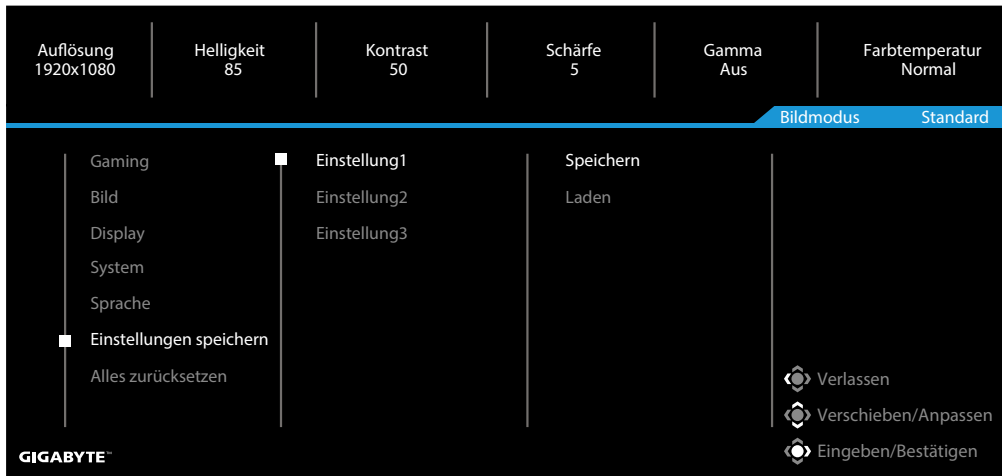 Auflösung
1920x1080
Helligkeit
85
Kontrast
50
Schärfe
5
Gamma
Aus
Farbtemperatur
Normal
Bildmodus Standard
Gaming
Bild
Display
System
Sprache
Einstellungen speichern
Alles zurücksetzen
Einstellung1
Einstellung2
Einstellung3
Speichern
Laden
Verlassen
Verschieben/Anpassen
Eingeben/Bestätigen
GIGABYTE™